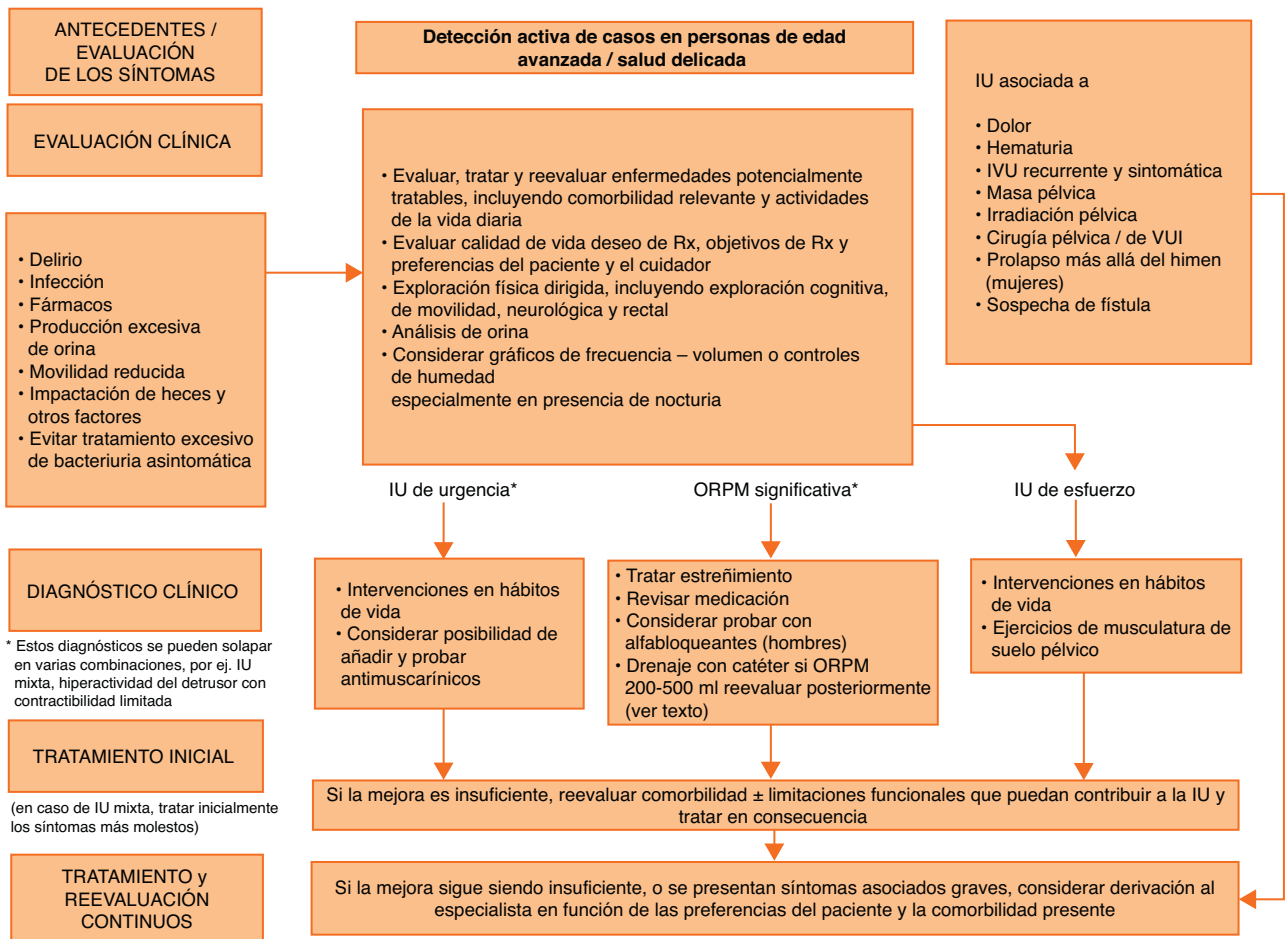 ANTECEDENTES /
EVALUACIÓN
DE LOS SÍNTOMAS
Detección activa de casos en personas de edad
avanzada / salud delicada
IU asociada a
• Dolor
• Hematuria
• IVU recurrente y sintomática
• Masa pélvica
• Irradiación pélvica
• Cirugía pélvica / de VUI
• Prolapso más allá del himen
(mujeres)
• Sospecha de fístula
EVALUACIÓN CLÍNICA
• Delirio
• Infección
• Fármacos
• Producción excesiva
de orina
• Movilidad reducida
• Impactación de heces y
otros factores
• Evitar tratamiento excesivo
de bacteriuria asintomática
• Evaluar, tratar y reevaluar enfermedades potencialmente
tratables, incluyendo comorbilidad relevante y actividades
de la vida diaria
• Evaluar calidad de vida deseo de Rx, objetivos de Rx y
preferencias del paciente y el cuidador
• Exploración física dirigida, incluyendo exploración cognitiva,
de movilidad, neurológica y rectal
• Análisis de orina
• Considerar gráficos de frecuencia – volumen o controles
de humedad
especialmente en presencia de nocturia
IU de urgencia*
ORPM significativa*
IU de esfuerzo
DIAGNÓSTICO CLÍNICO
* Estos diagnósticos se pueden solapar
en varias combinaciones, por ej. IU
mixta, hiperactividad del detrusor con
contractibilidad limitada
• Intervenciones en hábitos
de vida
• Considerar posibilidad de
añadir y probar
antimuscarínicos
• Tratar estreñimiento
• Revisar medicación
• Considerar probar con
alfabloqueantes (hombres)
• Drenaje con catéter si ORPM
200-500 ml reevaluar posteriormente
(ver texto)
• Intervenciones en hábitos
de vida
• Ejercicios de musculatura de
suelo pélvico
TRATAMIENTO INICIAL
(en caso de IU mixta, tratar inicialmente
los síntomas más molestos)
Si la mejora es insuficiente, reevaluar comorbilidad ± limitaciones funcionales que puedan contribuir a la IU y
tratar en consecuencia
TRATAMIENTO y
REEVALUACIÓN
CONTINUOS
Si la mejora sigue siendo insuficiente, o se presentan síntomas asociados graves, considerar derivación al
especialista en función de las preferencias del paciente y la comorbilidad presente